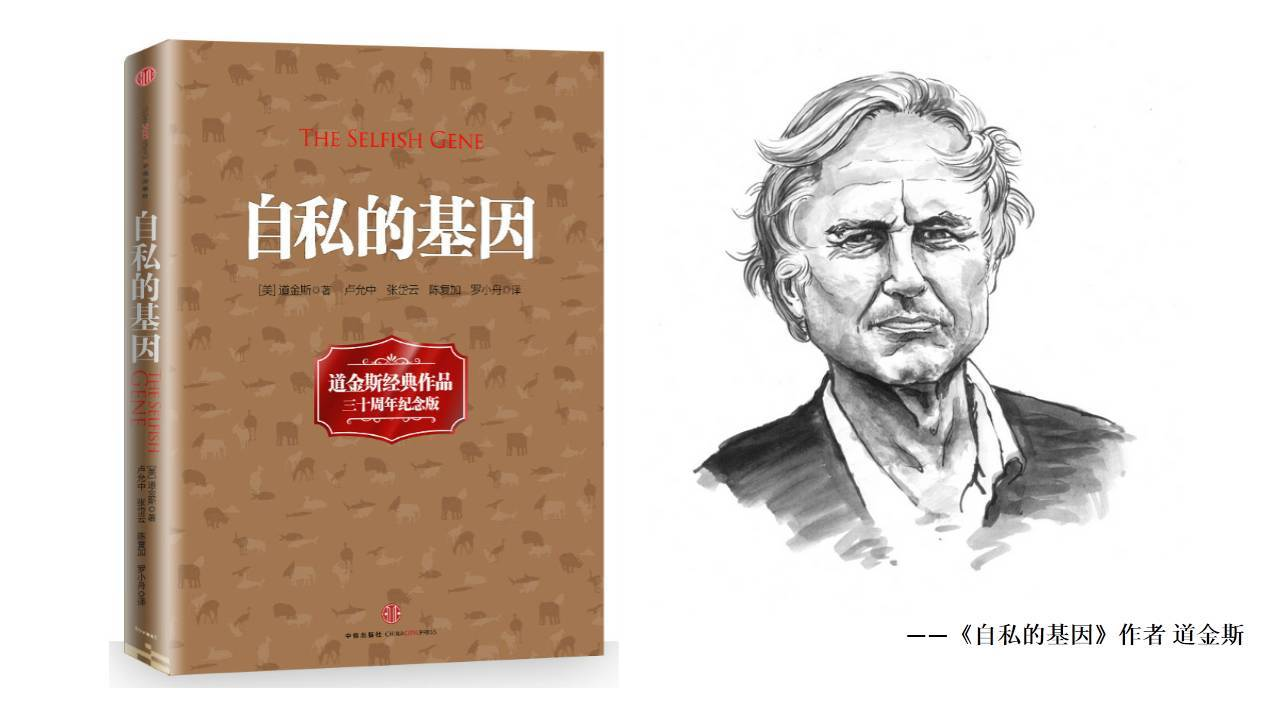 THE SELFISH GENE
自私的基因
[美] 道金斯◎著 卢允中 张岱云 陈复加 罗小舟◎译
道金斯经典作品
三十周年纪念版
中信出版社 CHINA CITIC PRESS
自私的基因
THE SELFISH
GENE
[美] 道金斯◎著
卢允中 张岱云 陈复加 罗小舟◎译
——《自私的基因》作者 道金斯